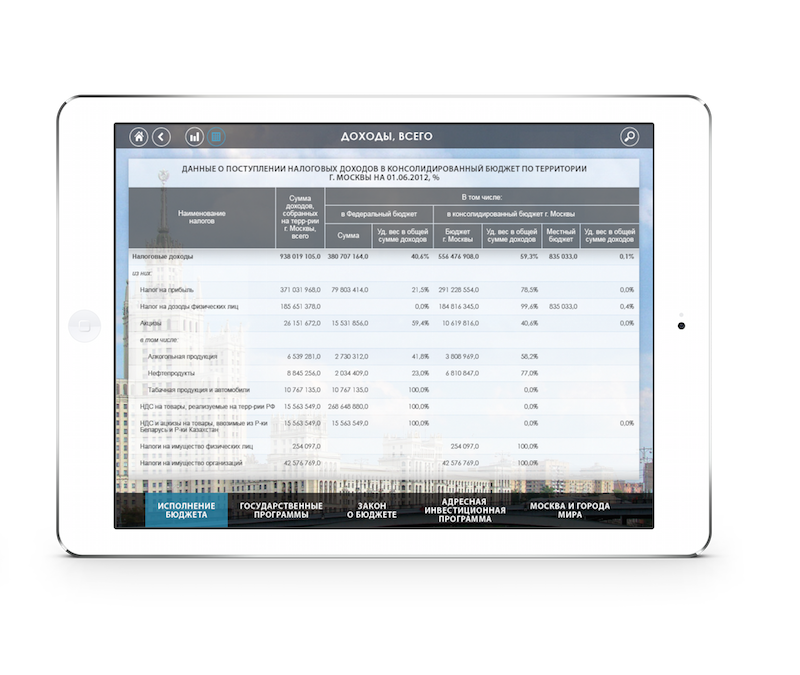 ДОХОДЫ, ВСЕГО
ДАННЫЕ О ПОСТУПЛЕНИИ НАЛОГОВЫХ ДОХОДОВ В КОНСОЛИДИРОВАННЫЙ БЮДЖЕТ ПО ТЕРРИТОРИИ
Г. МОСКВЫ НА 01.06.2012, %
Наименование налогов
Сумма доходов, собранных на терр-рии г. Москвы, всего
В том числе:
в Федеральный бюджет
в консолидированный бюджет г. Москвы
Сумма
Уд. вес в общей сумме доходов
Бюджет г. Москвы
Уд. вес в общей сумме доходов
Местный бюджет
Уд. вес в общей сумме доходов
Налоговые доходы 938 019 105,0 380 707 164,0 40,6% 556 476 908,0 59,3% 835 033,0 0,1%
из них:
Налог на прибыль 371 031 968,0 79 803 414,0 21,5% 291 228 554,0 78,5% 0,0%
Налог на доходы физических лиц 185 651 378,0 0,0% 184 816 345,0 99,6% 835 033,0 0,4%
Акцизы 26 151 672,0 15 531 856,0 59,4% 10 619 816,0 40,6% 0,0%
в том числе:
Алкогольная продукция 6 539 281,0 2 730 312,0 41,8% 3 808 969,0 58,2%
Нефтепродукты 8 845 256,0 2 034 409,0 23,0% 6 810 847,0 77,0%
Табачная продукция и автомобили 10 767 135,0 10 767 135,0 100,0% 0,0%
НДС на товары, реализуемые на терр-рии РФ 15 563 549,0 268 648 880,0 100,0% 0,0%
НДС и акцизы на товары, ввозимые из Р-ки
Беларусь и Р-ки Казахстан 15 563 549,0 15 563 549,0 100,0% 0,0% 0,0%
Налоги на имущество физических лиц 254 097,0 254 097,0 100,0%
Налоги на имущество организаций 42 576 769,0 42 576 769,0 100,0%
ИСПОЛНЕНИЕ БЮДЖЕТА
ГОСУДАРСТВЕННЫЕ ПРОГРАММЫ
ЗАКОН О БЮДЖЕТЕ
АДРЕСНАЯ ИНВЕСТИЦИОННАЯ ПРОГРАММА
МОСКВА И ГОРОДА МИРА